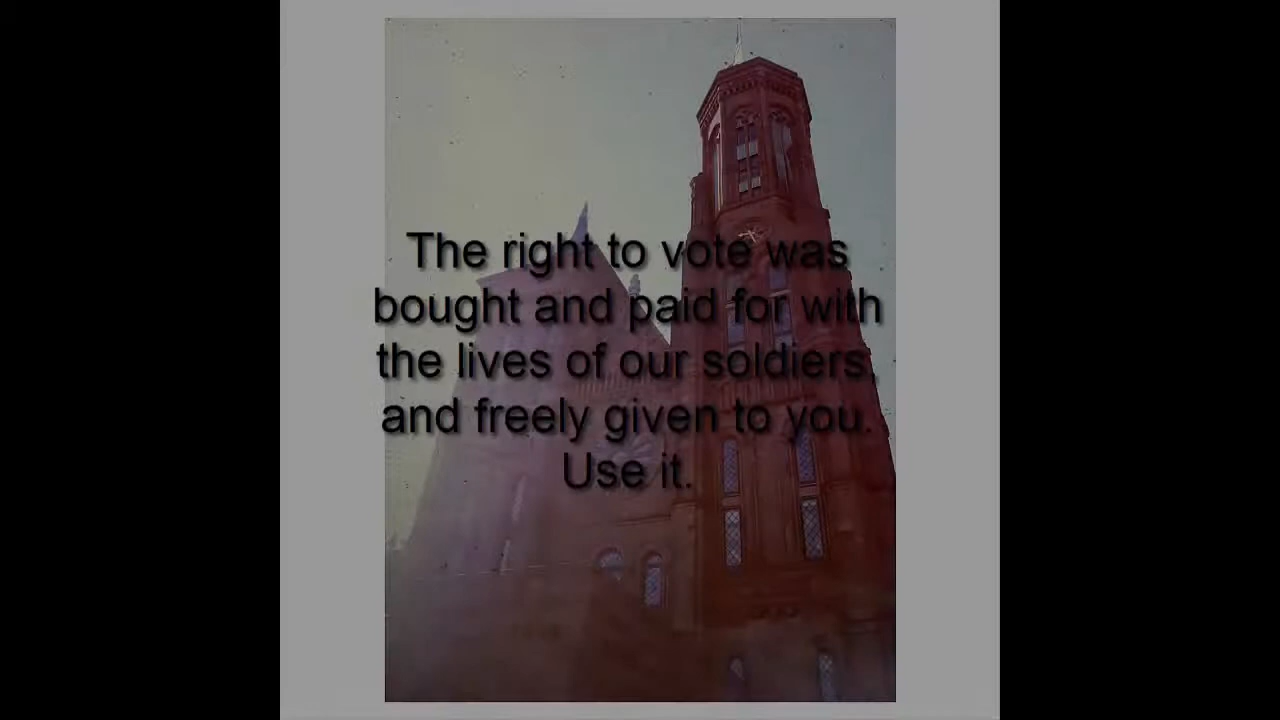 The right to vote was
bought and paid for with
the lives of our soldiers,
and freely given to you.
Use it.